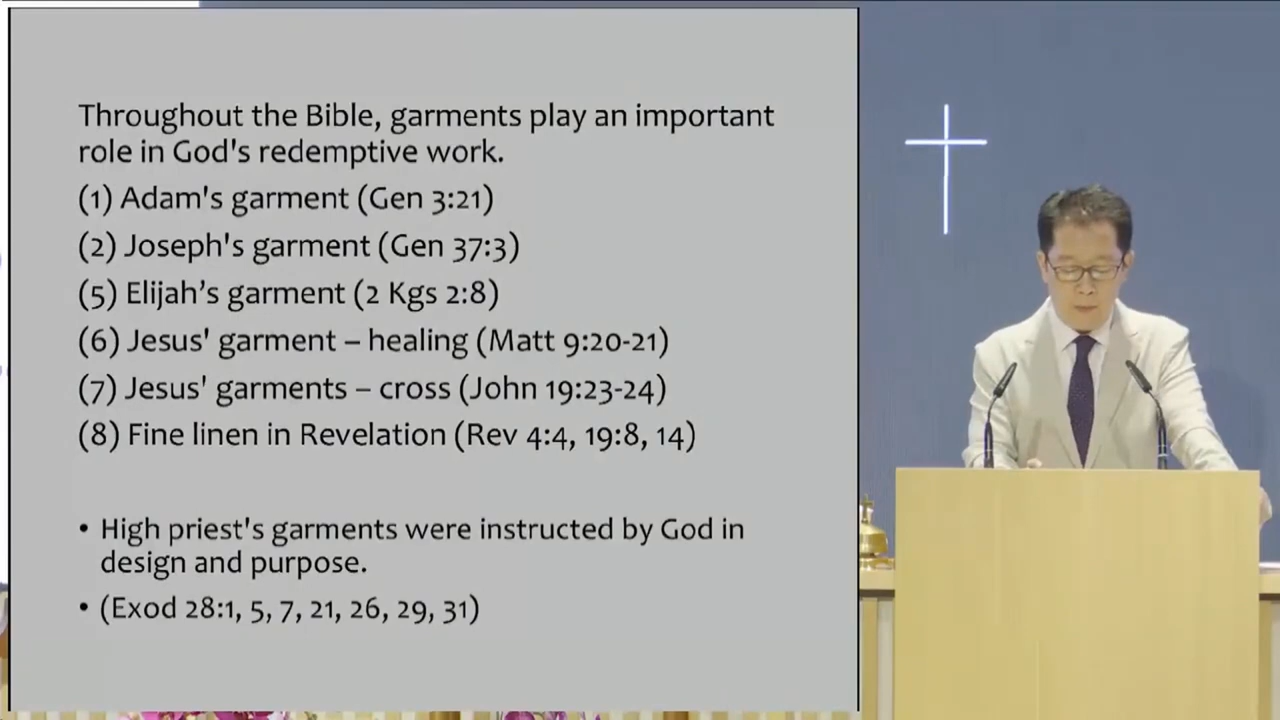 Throughout the Bible, garments play an important
role in God's redemptive work.
(1) Adam's garment (Gen 3:21)
(2) Joseph's garment (Gen 37:3)
(5) Elijah’s garment (2 Kgs 2:8)
(6) Jesus' garment – healing (Matt 9:20-21)
(7) Jesus' garments – cross (John 19:23-24)
(8) Fine linen in Revelation (Rev 4:4, 19:8, 14)
• High priest's garments were instructed by God in
design and purpose.
• (Exod 28:1, 5, 7, 21, 26, 29, 31)